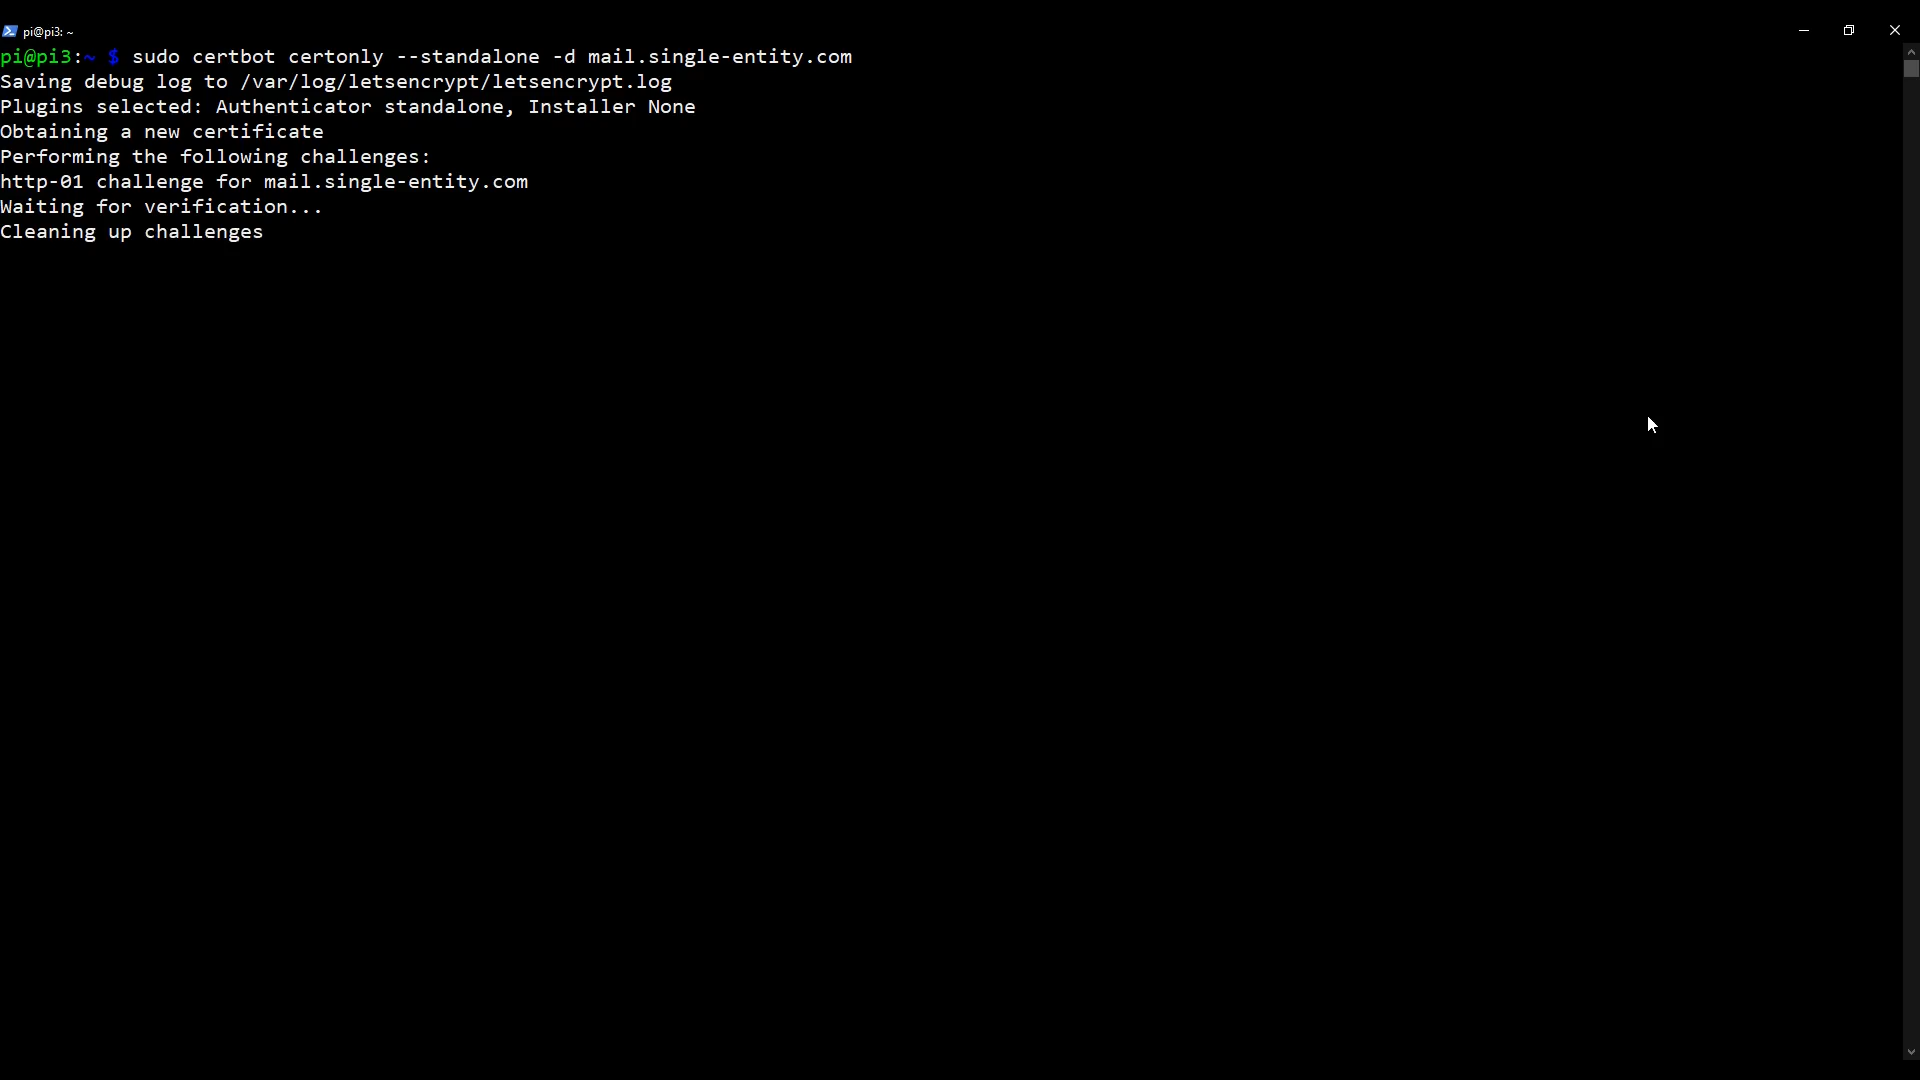 pi@pi3: ~
pi@pi3:~ $ sudo certbot certonly --standalone -d mail.single-entity.com
Saving debug log to /var/log/letsencrypt/letsencrypt.log
Plugins selected: Authenticator standalone, Installer None
Obtaining a new certificate
Performing the following challenges:
http-01 challenge for mail.single-entity.com
Waiting for verification...
Cleaning up challenges